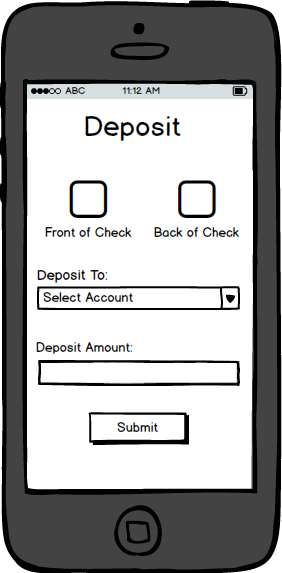 ABC 11:12 AM
Deposit
Front of Check Back of Check
Deposit To:
Select Account
Deposit Amount:
Submit